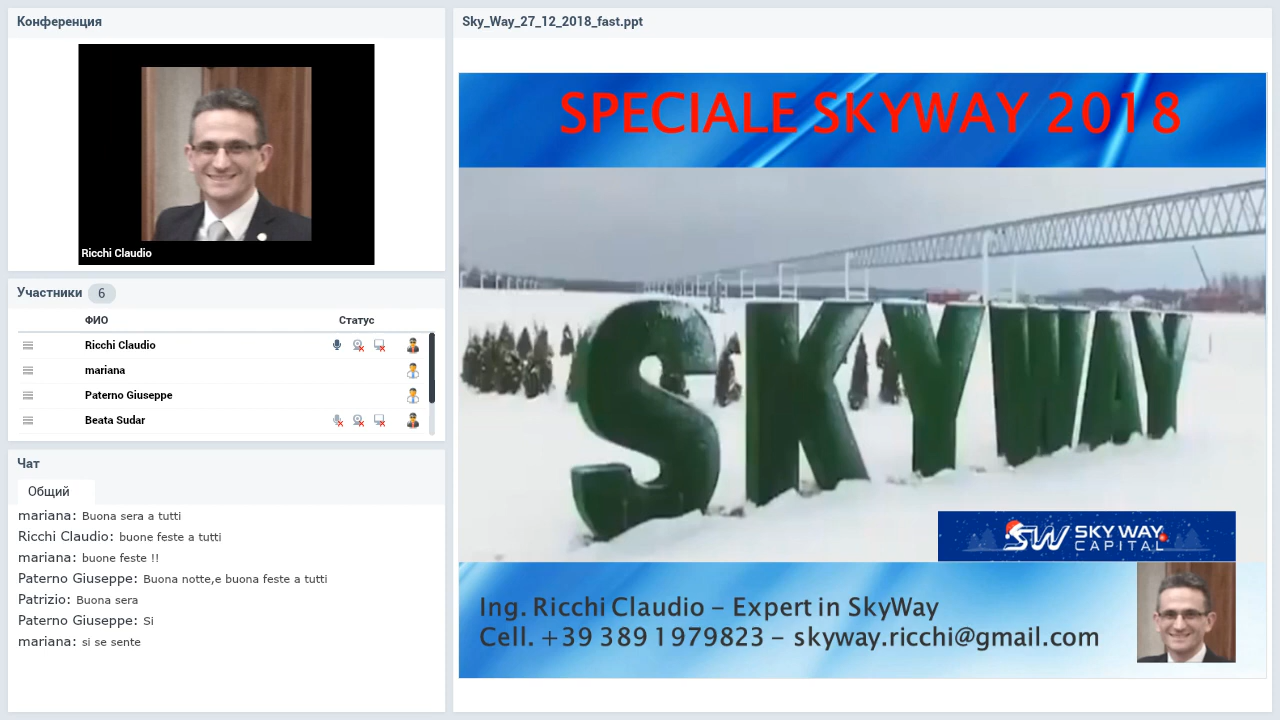 Конференция
Ricchi Claudio
Участники 6
ФИО Статус
Ricchi Claudio
mariana
Paterno Giuseppe
Beata Sudar
Чат
Общий
mariana: Buona sera a tutti
Ricchi Claudio: buone feste a tutti
mariana: buone feste !!
Paterno Giuseppe: Buona notte,e buona feste a tutti
Patrizio: Buona sera
Paterno Giuseppe: Si
mariana: si se sente
Sky_Way_27_12_2018_fast.ppt
SPECIALE SKYWAY 2018
SKYWAY
SW SKY WAY
CAPITAL
Ing. Ricchi Claudio – Expert in SkyWay
Cell. +39 389 1979823 – skyway.ricchi@gmail.com